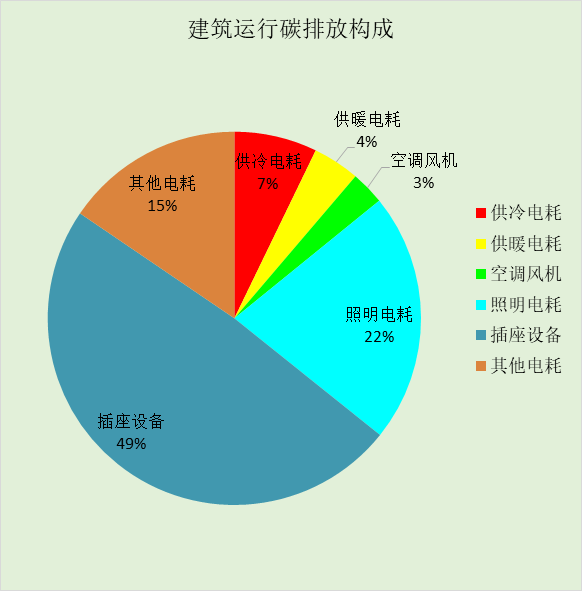 建筑运行碳排放构成
供暖电耗
4%
供冷电耗
7%
空调风机
3%
其他电耗
15%
照明电耗
22%
插座设备
49%
供冷电耗
供暖电耗
空调风机
照明电耗
插座设备
其他电耗